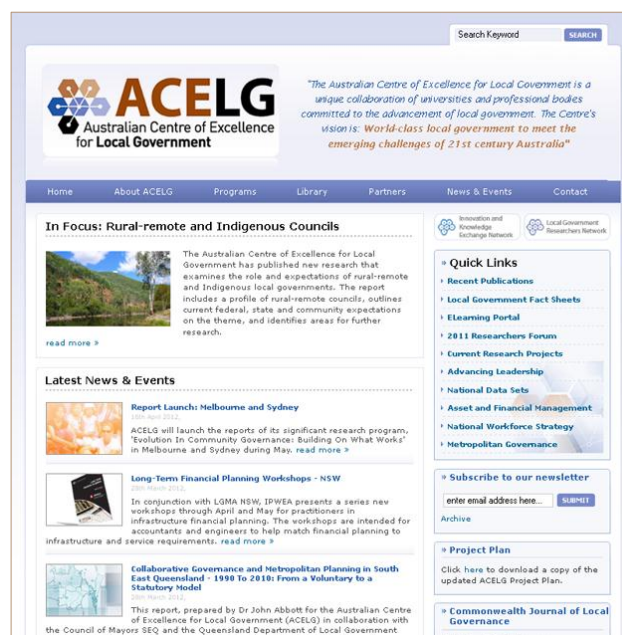 Search Keyword
SEARCH
ACELG
Australian Centre of Excellence
for Local Government
"The Australian Centre of Excellence for Local Government is a
unique collaboration of universities and professional bodies
committed to the advancement of local government. The Centre's
vision is: World-class local government to meet the
emerging challenges of 21st century Australia"
Home About ACELG Programs Library Partners News & Events Contact
In Focus: Rural-remote and Indigenous Councils
The Australian Centre of Excellence for Local
Government has published new research that
examines the role and expectations of rural-remote
and Indigenous local governments. The report
includes a profile of rural-remote councils, outlines
current federal, state and community expectations
on the theme, and identifies areas for further
research.
read more »
Latest News & Events
Report Launch: Melbourne and Sydney
16th April 2012,
ACELG will launch the reports of its significant research program,
'Evolution In Community Governance: Building On What Works'
in Melbourne and Sydney during May. read more »
Long-Term Financial Planning Workshops - NSW
28th March 2012,
In conjunction with LGMA NSW, IPWEA presents a series new
workshops through April and May for practitioners in
infrastructure financial planning. The workshops are intended for
accountants and engineers to help match financial planning to
infrastructure and service requirements. read more »
Collaborative Governance and Metropolitan Planning in South
East Queensland - 1990 To 2010: From a Voluntary to a
Statutory Model
28th March 2012,
This report, prepared by Dr John Abbott for the Australian Centre
of Excellence for Local Government (ACELG) in collaboration with
the Council of Mayors SEQ and the Queensland Department of Local Government
Innovation and
Knowledge
Exchange Network
Local Government
Researchers Network
» Quick Links
Recent Publications
Local Government Fact Sheets
ELearning Portal
2011 Researchers Forum
Current Research Projects
Advancing Leadership
National Data Sets
Asset and Financial Management
National Workforce Strategy
Metropolitan Governance
» Subscribe to our newsletter
enter email address here...
SUBMIT
Archive
» Project Plan
Click here to download a copy of the
updated ACELG Project Plan.
» Commonwealth Journal of Local
Governance